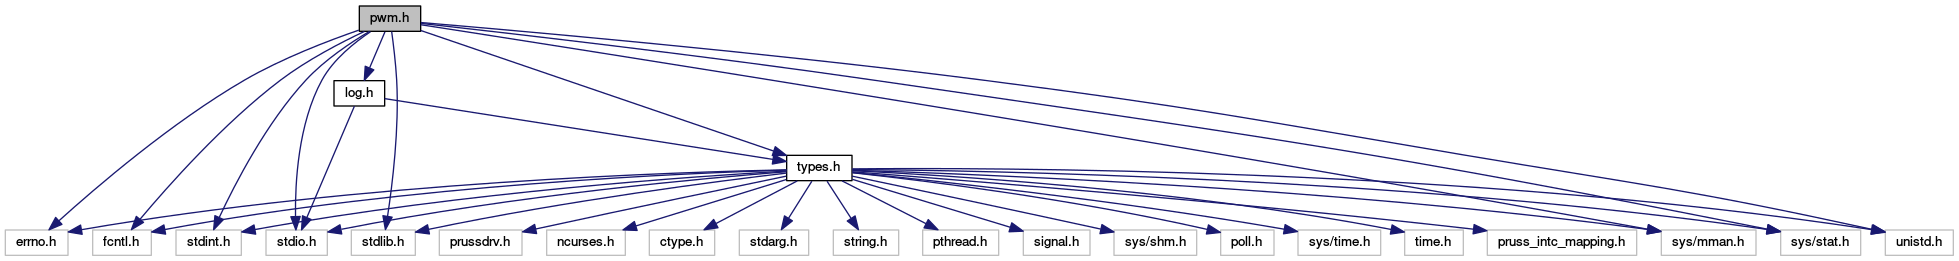 pwm.h
log.h
types.h
errno.h
fcntl.h
stdint.h
stdio.h
stdlib.h
prussdrv.h
ncurses.h
ctype.h
stdarg.h
string.h
pthread.h
signal.h
sys/shm.h
poll.h
sys/time.h
time.h
pruss_intc_mapping.h
sys/mman.h
sys/stat.h
unistd.h